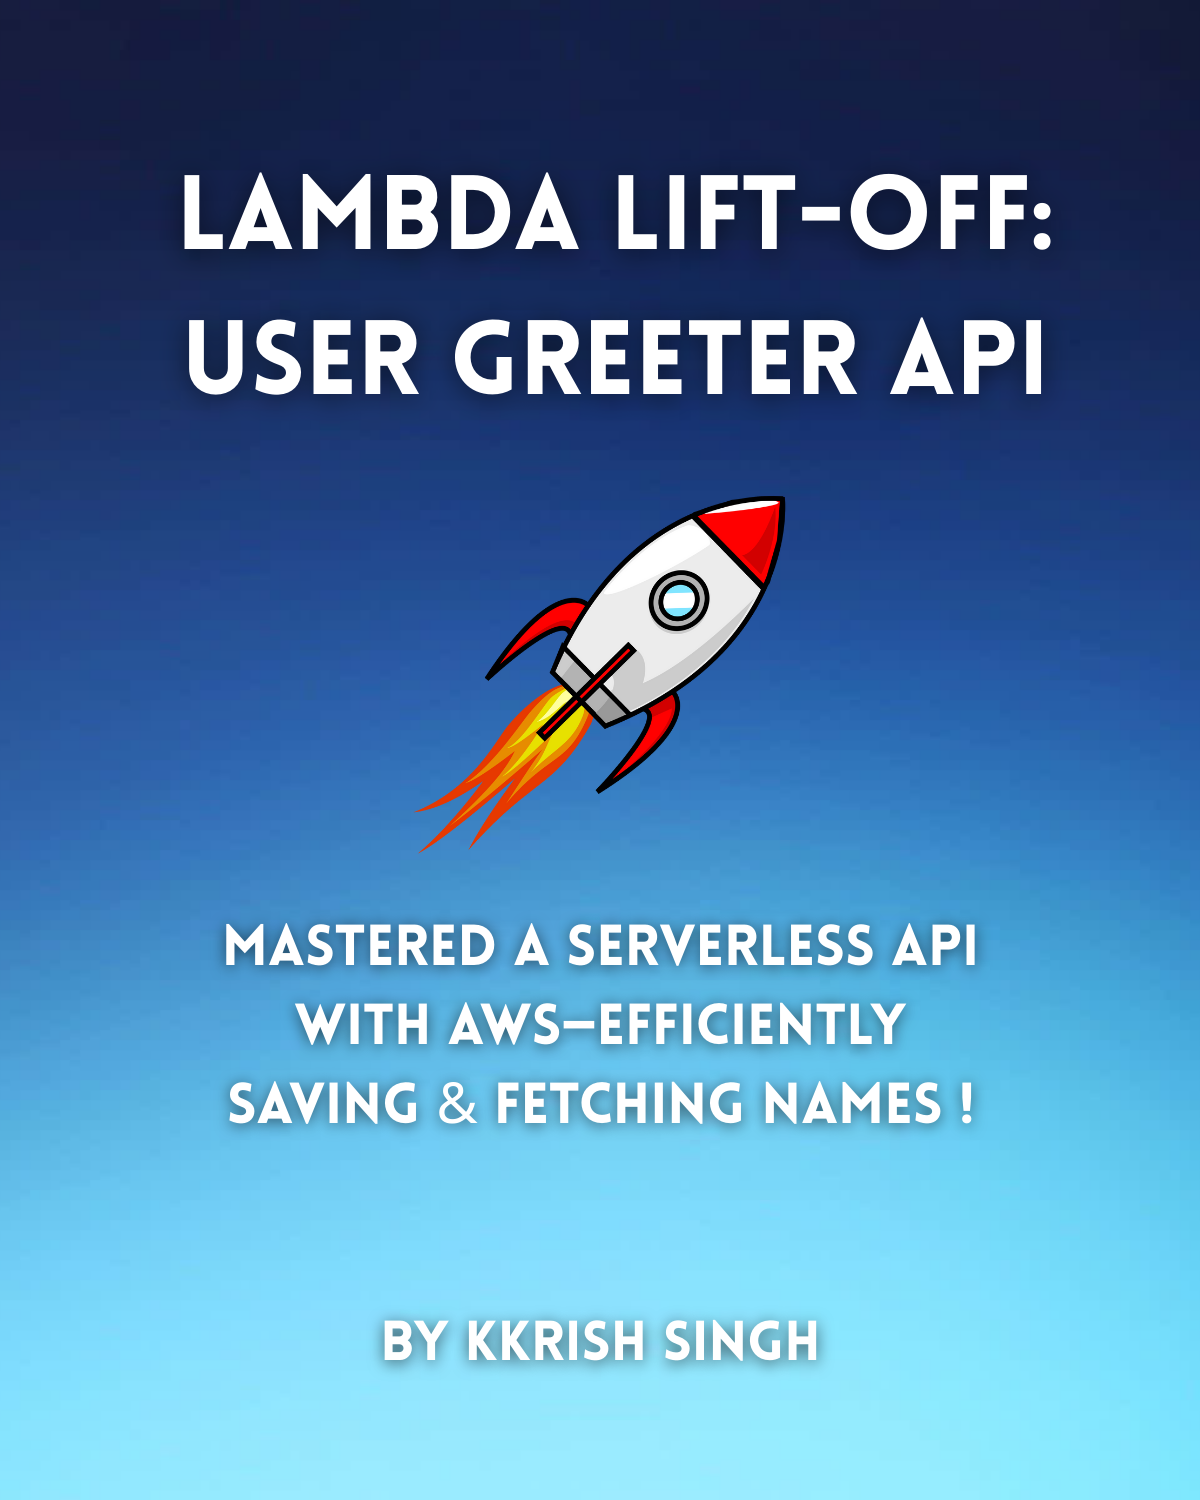 LAMBDA LIFT-OFF:
USER GREETER API
MASTERED A SERVERLESS API
WITH AWS—EFFICIENTLY
SAVING & FETCHING NAMES !
BY KKRISH SINGH